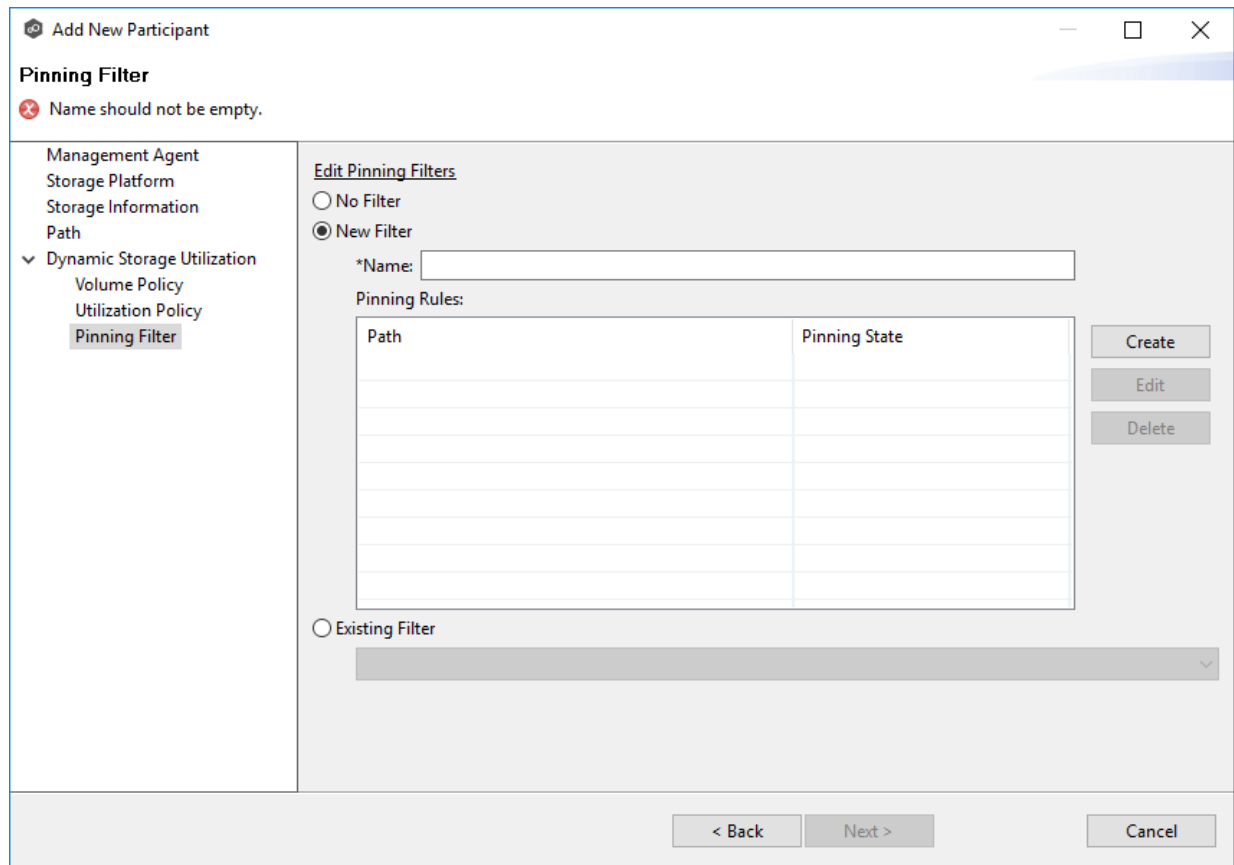 Add New Participant
Pinning Filter
Name should not be empty.
Management Agent
Storage Platform
Storage Information
Path
Dynamic Storage Utilization
Volume Policy
Utilization Policy
Pinning Filter
Edit Pinning Filters
No Filter
New Filter
*Name:
Pinning Rules:
Path Pinning State
Create
Edit
Delete
Existing Filter
< Back Next > Cancel